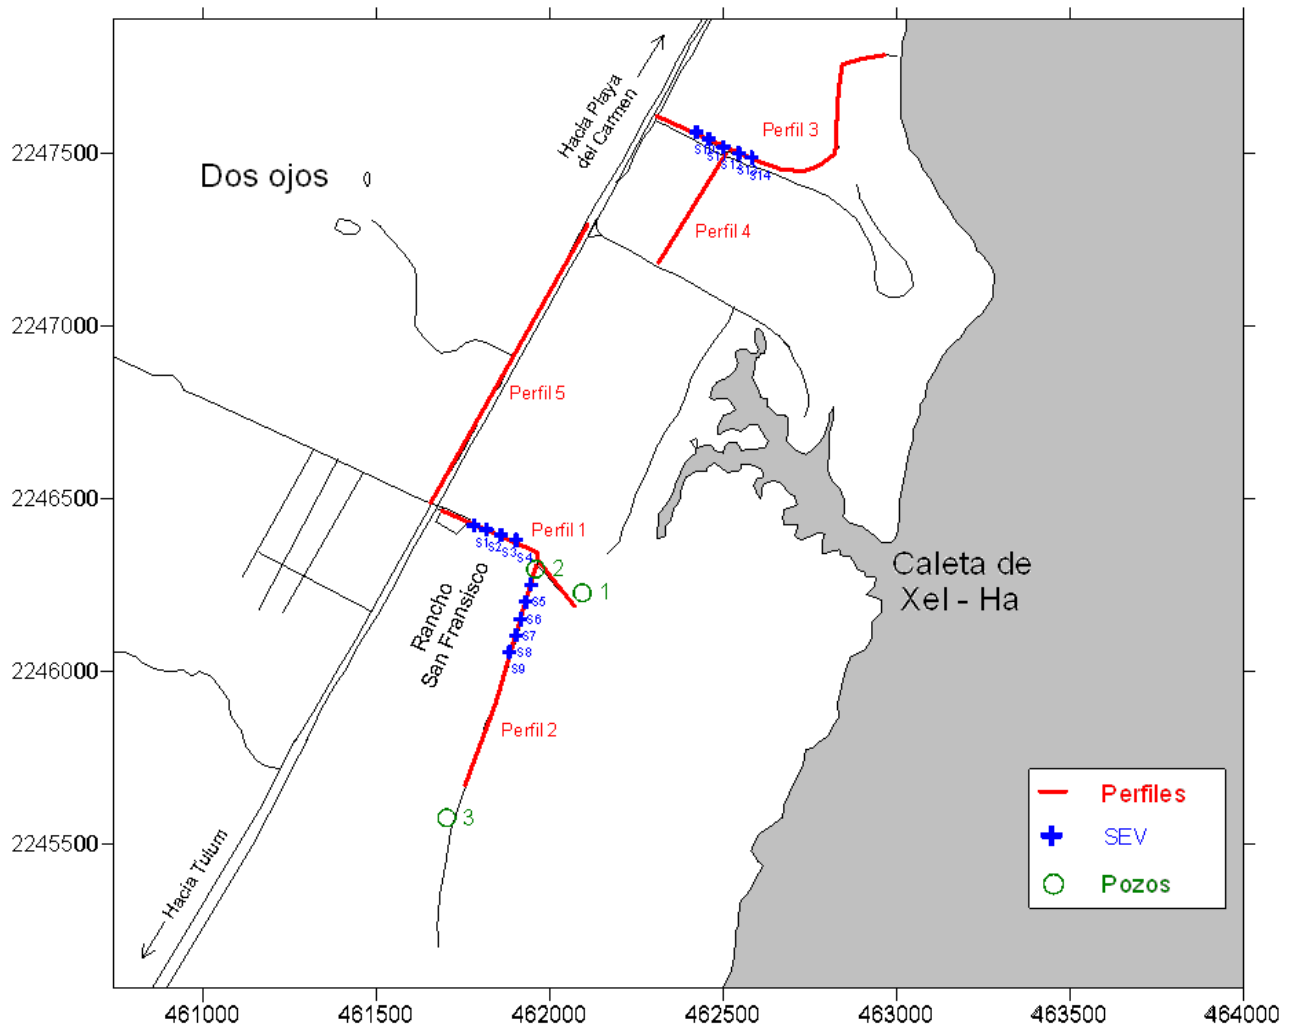 Hacia Playa
del Carmen
Perfil 3
2247500
S14
Dos ojos
Perfil 4
2247000
Perfil 5
2246500
Perfil 1
S1
S2
S3
S4
Caleta de
Xel - Ha
2
1
Rancho
San Fransisco
S5
S6
S7
S8
S9
2246000
Perfil 2
Perfiles
3
SEV
2245500
Hacia Tulum
Pozos
461000
461500
462000
462500
463000
463500
464000